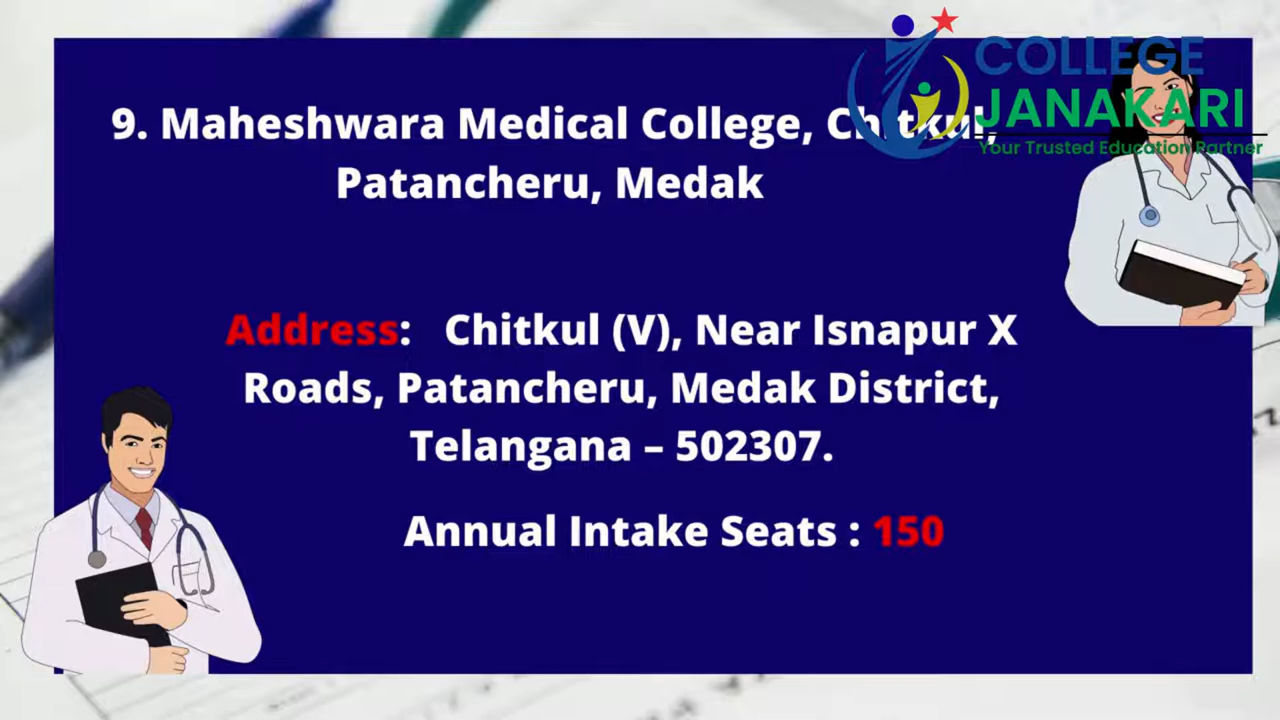 COLLEGE
JANAKARI
Your Trusted Education Partner
9. Maheshwara Medical College, Chitkul,
Patancheru, Medak
Address: Chitkul (V), Near Isnapur X
Roads, Patancheru, Medak District,
Telangana – 502307.
Annual Intake Seats : 150